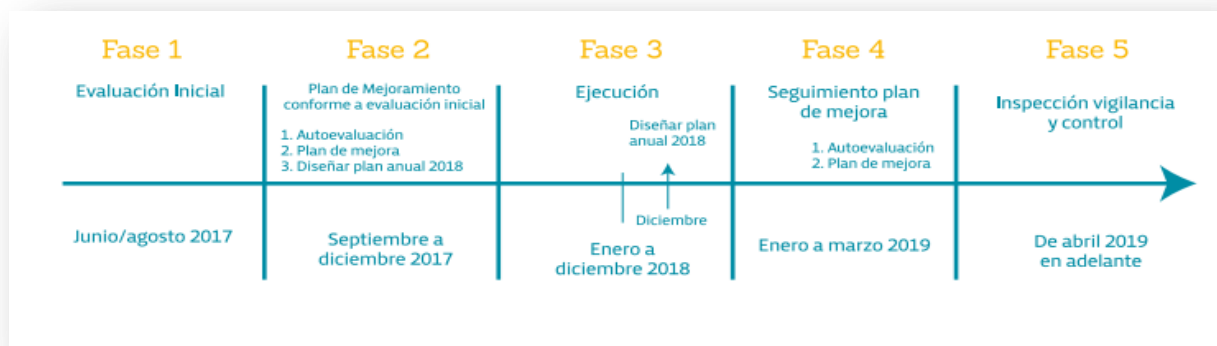 Fase 1
Evaluación Inicial
Junio/agosto 2017
Fase 2
Plan de Mejoramiento
conforme a evaluación inicial
1. Autoevaluación
2. Plan de mejora
3. Diseñar plan anual 2018
Septiembre a
diciembre 2017
Fase 3
Ejecución
Diseñar plan
anual 2018
Diciembre
Enero a
diciembre 2018
Fase 4
Seguimiento plan
de mejora
1. Autoevaluación
2. Plan de mejora
Enero a marzo 2019
Fase 5
Inspección vigilancia
y control
De abril 2019
en adelante